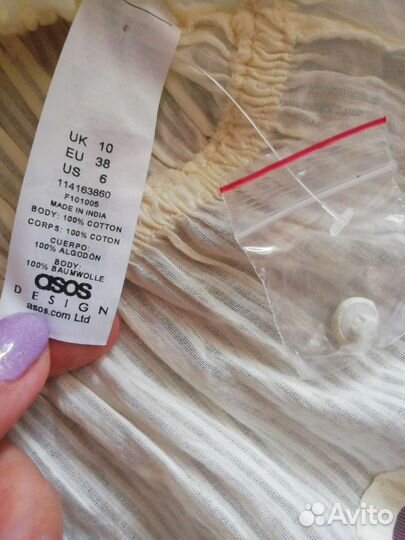 UK 10
EU 38
US 6
114163860
F101005
MADE IN INDIA
BODY: 100% COTTON
CORPS: 100% COTON
CUERPO:
100% ALGODÓN
BODY:
100% BAUMWOLLE
asos
DESIGN
asos.com Ltd
Avito